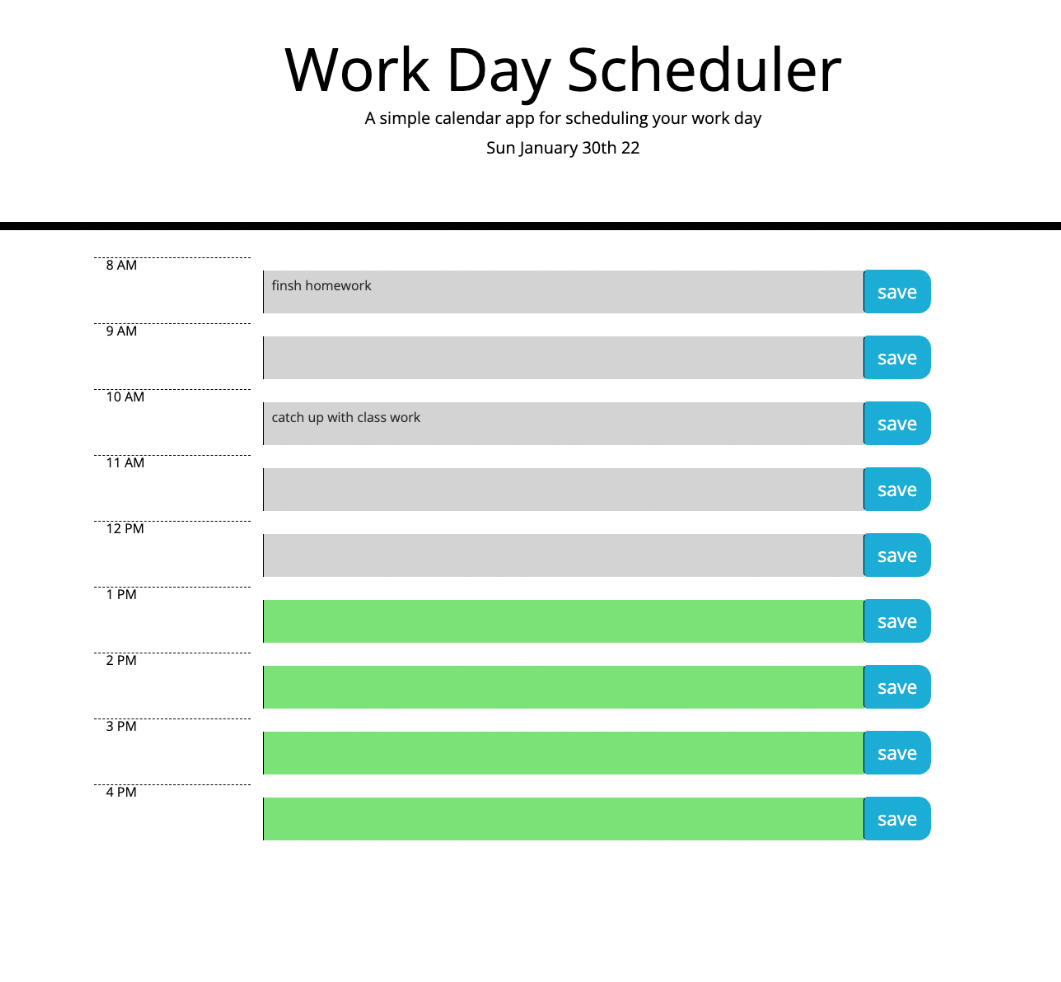 Work Day Scheduler
A simple calendar app for scheduling your work day
Sun January 30th 22
8 AM
finsh homework
save
9 AM
save
10 AM
catch up with class work
save
11 AM
save
12 PM
save
1 PM
save
2 PM
save
3 PM
save
4 PM
save